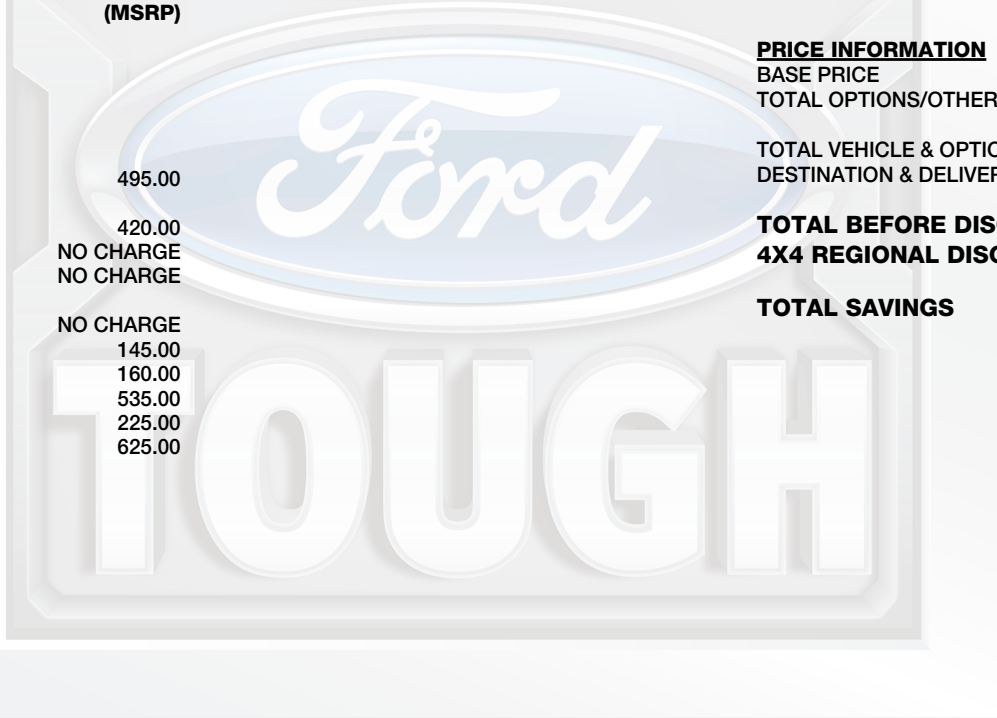 (MSRP)
495.00
420.00
NO CHARGE
NO CHARGE
NO CHARGE
145.00
160.00
535.00
225.00
625.00
PRICE INFORMATION
BASE PRICE
TOTAL OPTIONS/OTHER
TOTAL VEHICLE & OPTIO
DESTINATION & DELIVER
TOTAL BEFORE DIS
4X4 REGIONAL DISC
TOTAL SAVINGS
Ford
TOUGH